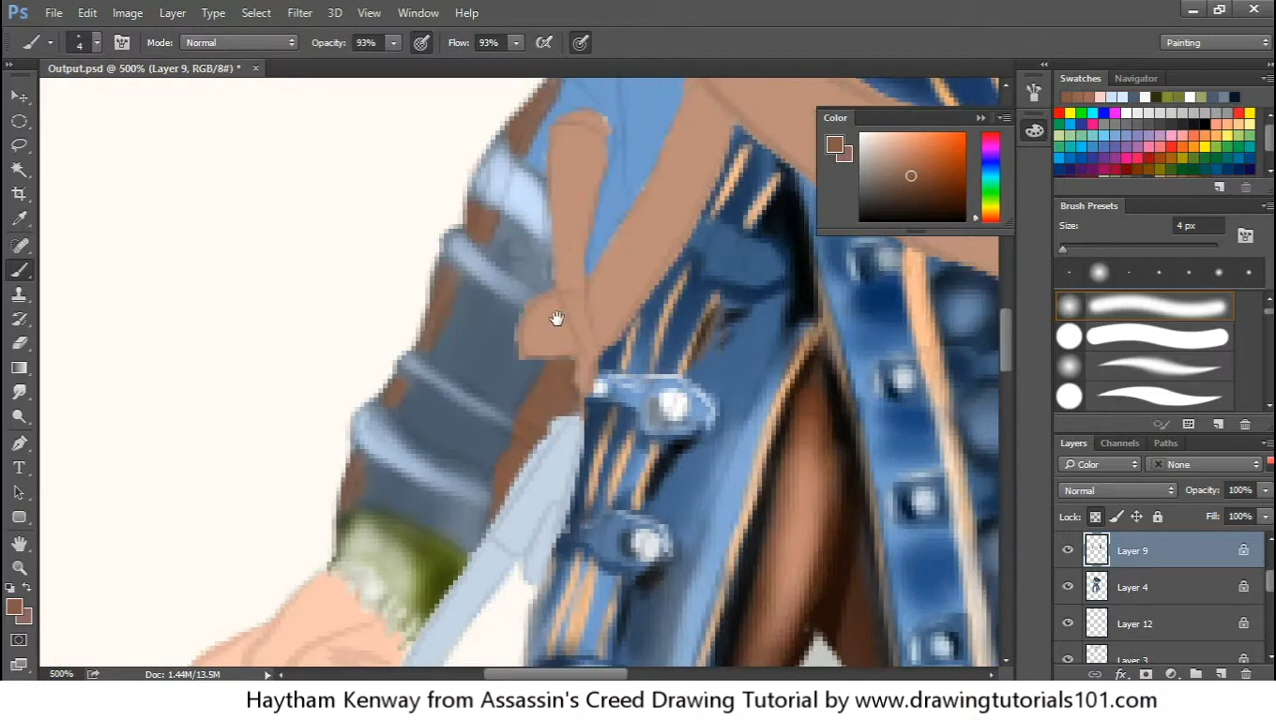 Ps File Edit Image Layer Type Select Filter 3D View Window Help
4 Mode: Normal Opacity: 93% Flow: 93% Painting
Output.psd @ 500% (Layer 9, RGB/8#) * ×
Color
Swatches Navigator
Brush Presets
Size: 4 px
Layers Channels Paths
Color None
Normal Opacity: 100%
Lock: Fill: 100%
Layer 9
Layer 4
Layer 12
Layer 3
500% Doc: 1.44M/13.5M
Haytham Kenway from Assassin's Creed Drawing Tutorial by www.drawingtutorials101.com